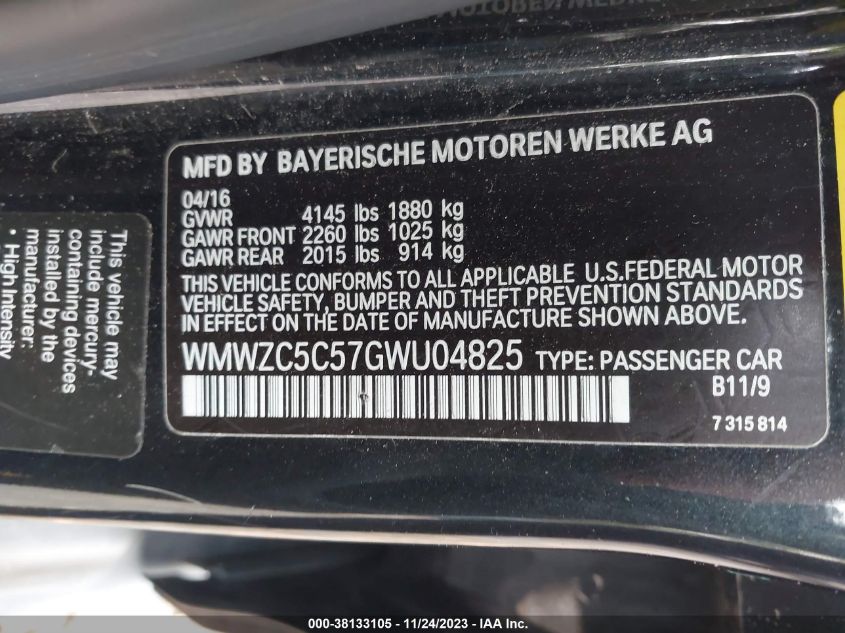 MFD BY BAYERISCHE MOTOREN WERKE AG
04/16
GVWR 4145 lbs 1880 kg
GAWR FRONT 2260 lbs 1025 kg
GAWR REAR 2015 lbs 914 kg
THIS VEHICLE CONFORMS TO ALL APPLICABLE U.S.FEDERAL MOTOR
VEHICLE SAFETY, BUMPER AND THEFT PREVENTION STANDARDS
IN EFFECT ON THE DATE OF MANUFACTURE SHOWN ABOVE.
WMWZC5C57GWU04825 TYPE: PASSENGER CAR
B11/9
7 315 814
This vehicle may
include mercury-
containing devices
installed by the
manufacturer:
• High Intensity
000-38133105 - 11/24/2023 - IAA Inc.